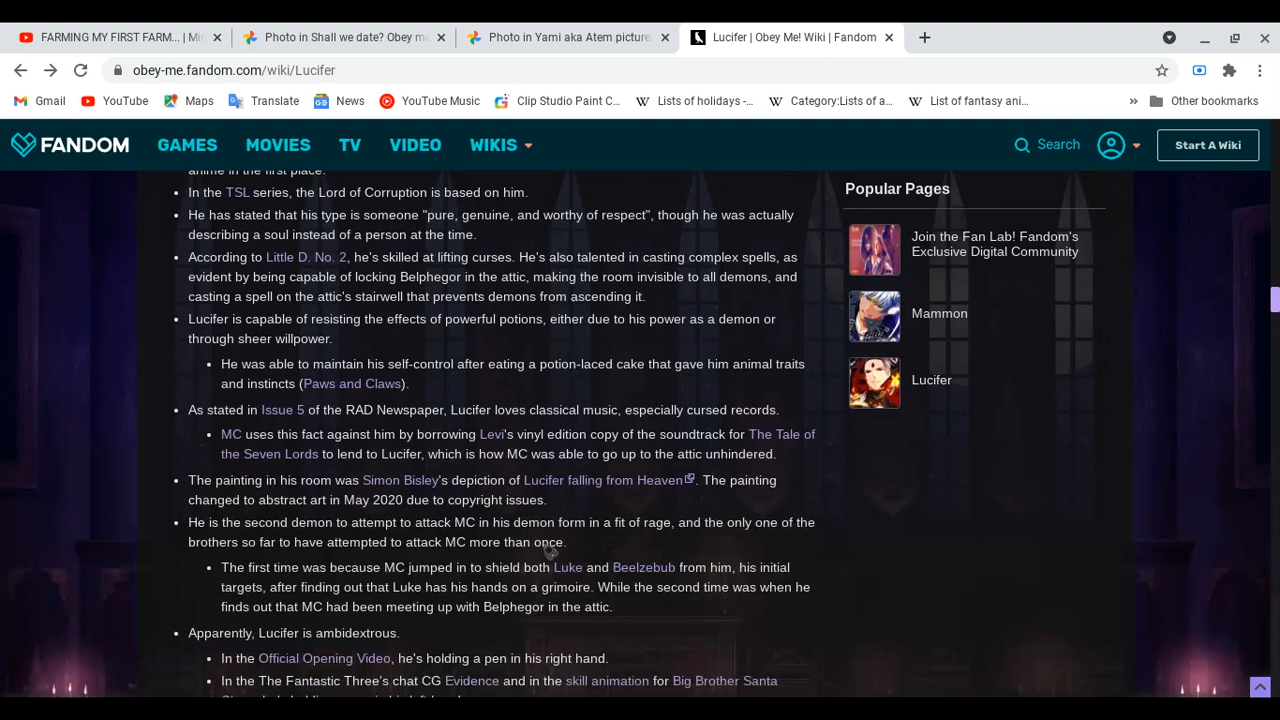 FARMING MY FIRST FARM... | Mi
Photo in Shall we date? Obey me
Photo in Yami aka Atem picture
Lucifer | Obey Me! Wiki | Fandom
obey-me.fandom.com/wiki/Lucifer
Gmail YouTube Maps Translate News YouTube Music Clip Studio Paint C... Lists of holidays -... Category:Lists of a... List of fantasy ani... » Other bookmarks
FANDOM GAMES MOVIES TV VIDEO WIKIS Search Start A Wiki
anime in the first place.
In the TSL series, the Lord of Corruption is based on him.
He has stated that his type is someone "pure, genuine, and worthy of respect", though he was actually
describing a soul instead of a person at the time.
According to Little D. No. 2, he's skilled at lifting curses. He's also talented in casting complex spells, as
evident by being capable of locking Belphegor in the attic, making the room invisible to all demons, and
casting a spell on the attic's stairwell that prevents demons from ascending it.
Lucifer is capable of resisting the effects of powerful potions, either due to his power as a demon or
through sheer willpower.
He was able to maintain his self-control after eating a potion-laced cake that gave him animal traits
and instincts (Paws and Claws).
As stated in Issue 5 of the RAD Newspaper, Lucifer loves classical music, especially cursed records.
MC uses this fact against him by borrowing Levi's vinyl edition copy of the soundtrack for The Tale of
the Seven Lords to lend to Lucifer, which is how MC was able to go up to the attic unhindered.
The painting in his room was Simon Bisley's depiction of Lucifer falling from Heaven. The painting
changed to abstract art in May 2020 due to copyright issues.
He is the second demon to attempt to attack MC in his demon form in a fit of rage, and the only one of the
brothers so far to have attempted to attack MC more than once.
The first time was because MC jumped in to shield both Luke and Beelzebub from him, his initial
targets, after finding out that Luke has his hands on a grimoire. While the second time was when he
finds out that MC had been meeting up with Belphegor in the attic.
Apparently, Lucifer is ambidextrous.
In the Official Opening Video, he's holding a pen in his right hand.
In the The Fantastic Three's chat CG Evidence and in the skill animation for Big Brother Santa
Popular Pages
Join the Fan Lab! Fandom's
Exclusive Digital Community
Mammon
Lucifer